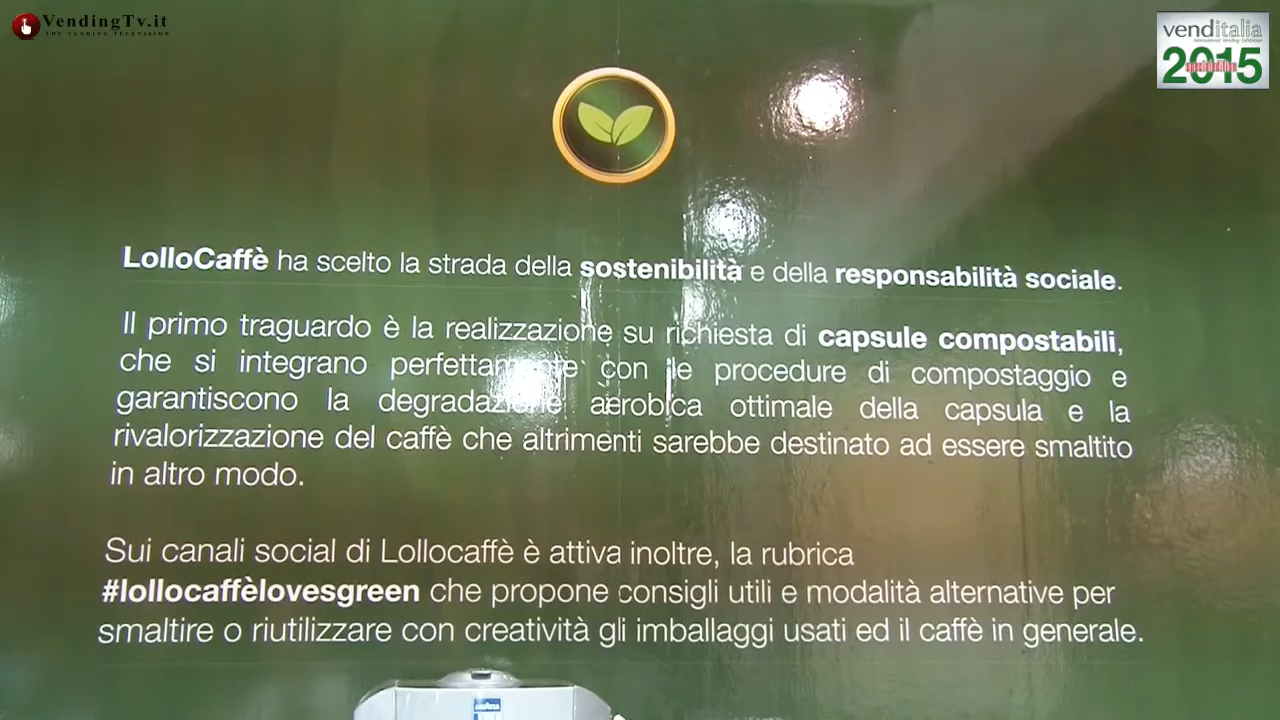 VendingTv.it
THE VENDING TELEVISION
venditalia
International Vending Exhibition
2015
LolloCaffè ha scelto la strada della sostenibilità e della responsabilità sociale.
Il primo traguardo è la realizzazione su richiesta di capsule compostabili,
che si integrano perfettamente con le procedure di compostaggio e
garantiscono la degradazione aerobica ottimale della capsula e la
rivalorizzazione del caffè che altrimenti sarebbe destinato ad essere smaltito
in altro modo.
Sui canali social di Lollocaffè è attiva inoltre, la rubrica
#lollocaffèlovesgreen che propone consigli utili e modalità alternative per
smaltire o riutilizzare con creatività gli imballaggi usati ed il caffè in generale.
LAVAZZA